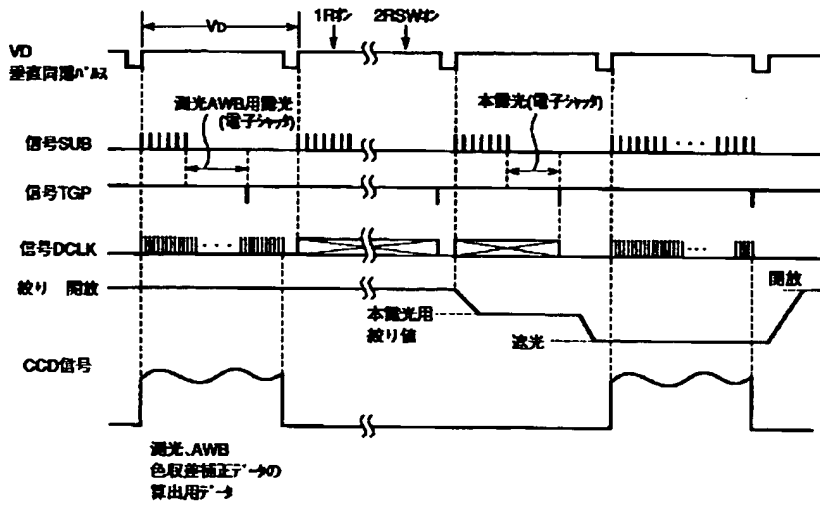 VD
1Rオン
2RSWオン
VD
垂直同期パルス
測光AWB用露光
(電子シャッタ)
本露光(電子シャッタ)
信号SUB
信号TGP
信号DCLK
絞り 開放
開放
本露光用
絞り値
遮光
CCD信号
測光、AWB
色収差補正データの
算出用データ